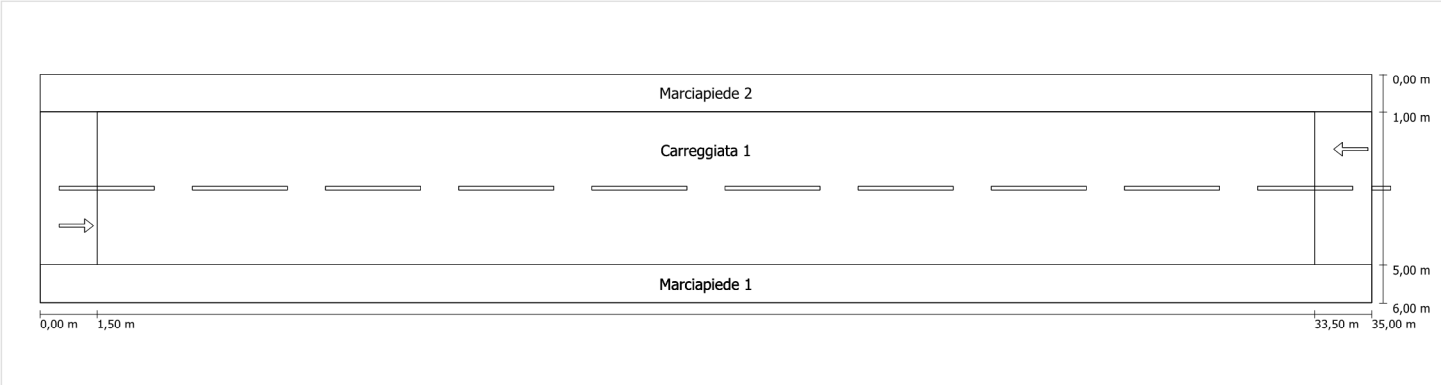 0,00 m
Marciapiede 2
1,00 m
Carreggiata 1
5,00 m
Marciapiede 1
6,00 m
0,00 m 1,50 m 33,50 m 35,00 m